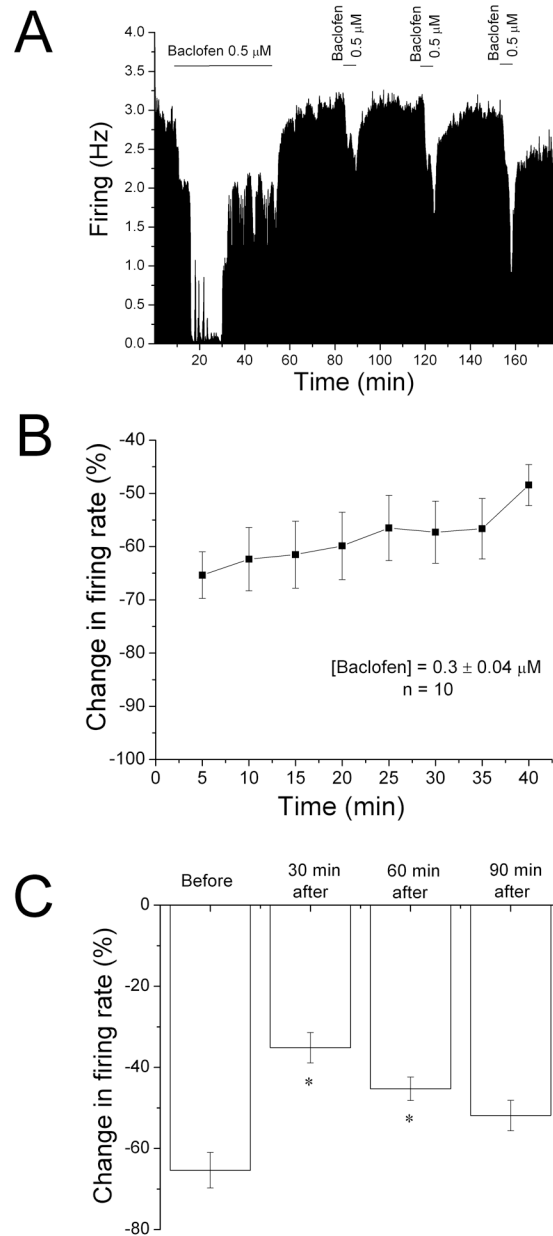 A
Baclofen 0.5 μM
Baclofen
0.5 μM
Baclofen
0.5 μM
Baclofen
0.5 μM
Firing (Hz)
4.0
3.5
3.0
2.5
2.0
1.5
1.0
0.5
0.0
20 40 60 80 100 120 140 160
Time (min)
B
Change in firing rate (%)
-40
-50
-60
-70
-80
-90
-100
[Baclofen] = 0.3 ± 0.04 μM
n = 10
0 5 10 15 20 25 30 35 40
Time (min)
C
Before
30 min
after
60 min
after
90 min
after
Change in firing rate (%)
0
-20
-40
-60
-80
*
*